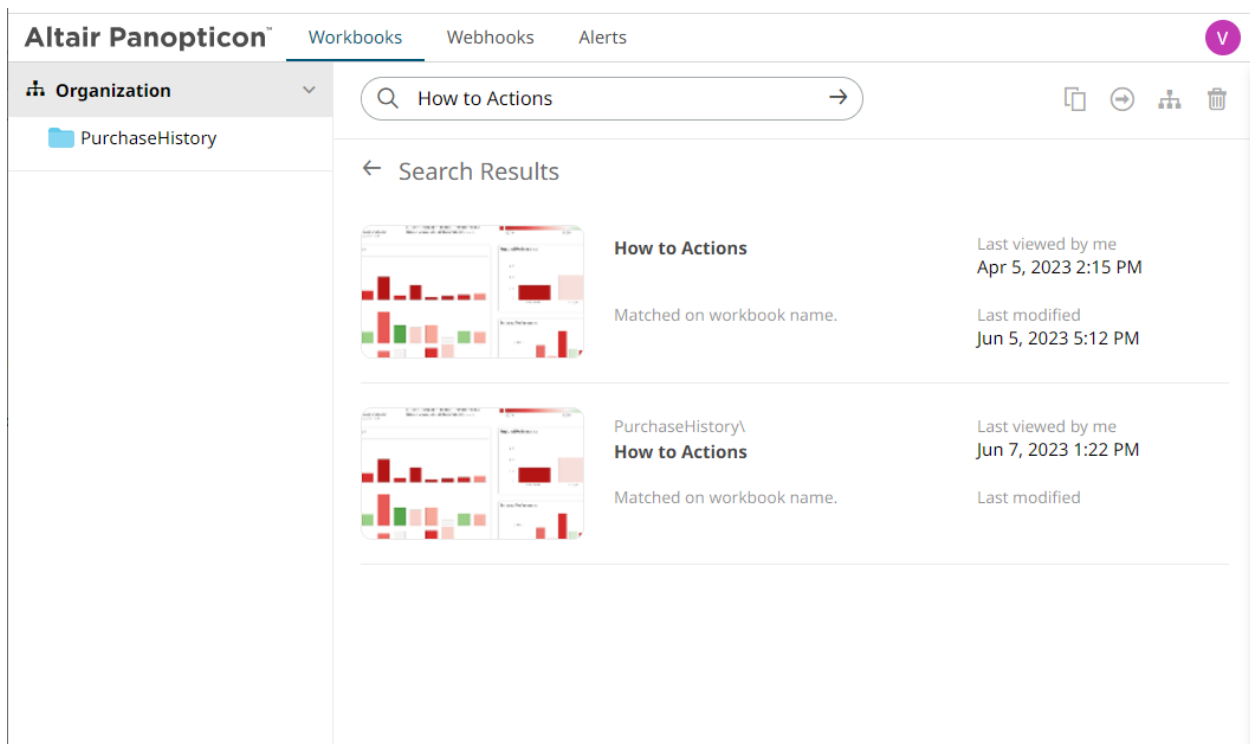 Altair Panopticon™ Workbooks Webhooks Alerts V
Organization
PurchaseHistory
How to Actions
Search Results
How to Actions
Matched on workbook name.
Last viewed by me
Apr 5, 2023 2:15 PM
Last modified
Jun 5, 2023 5:12 PM
PurchaseHistory\
How to Actions
Matched on workbook name.
Last viewed by me
Jun 7, 2023 1:22 PM
Last modified